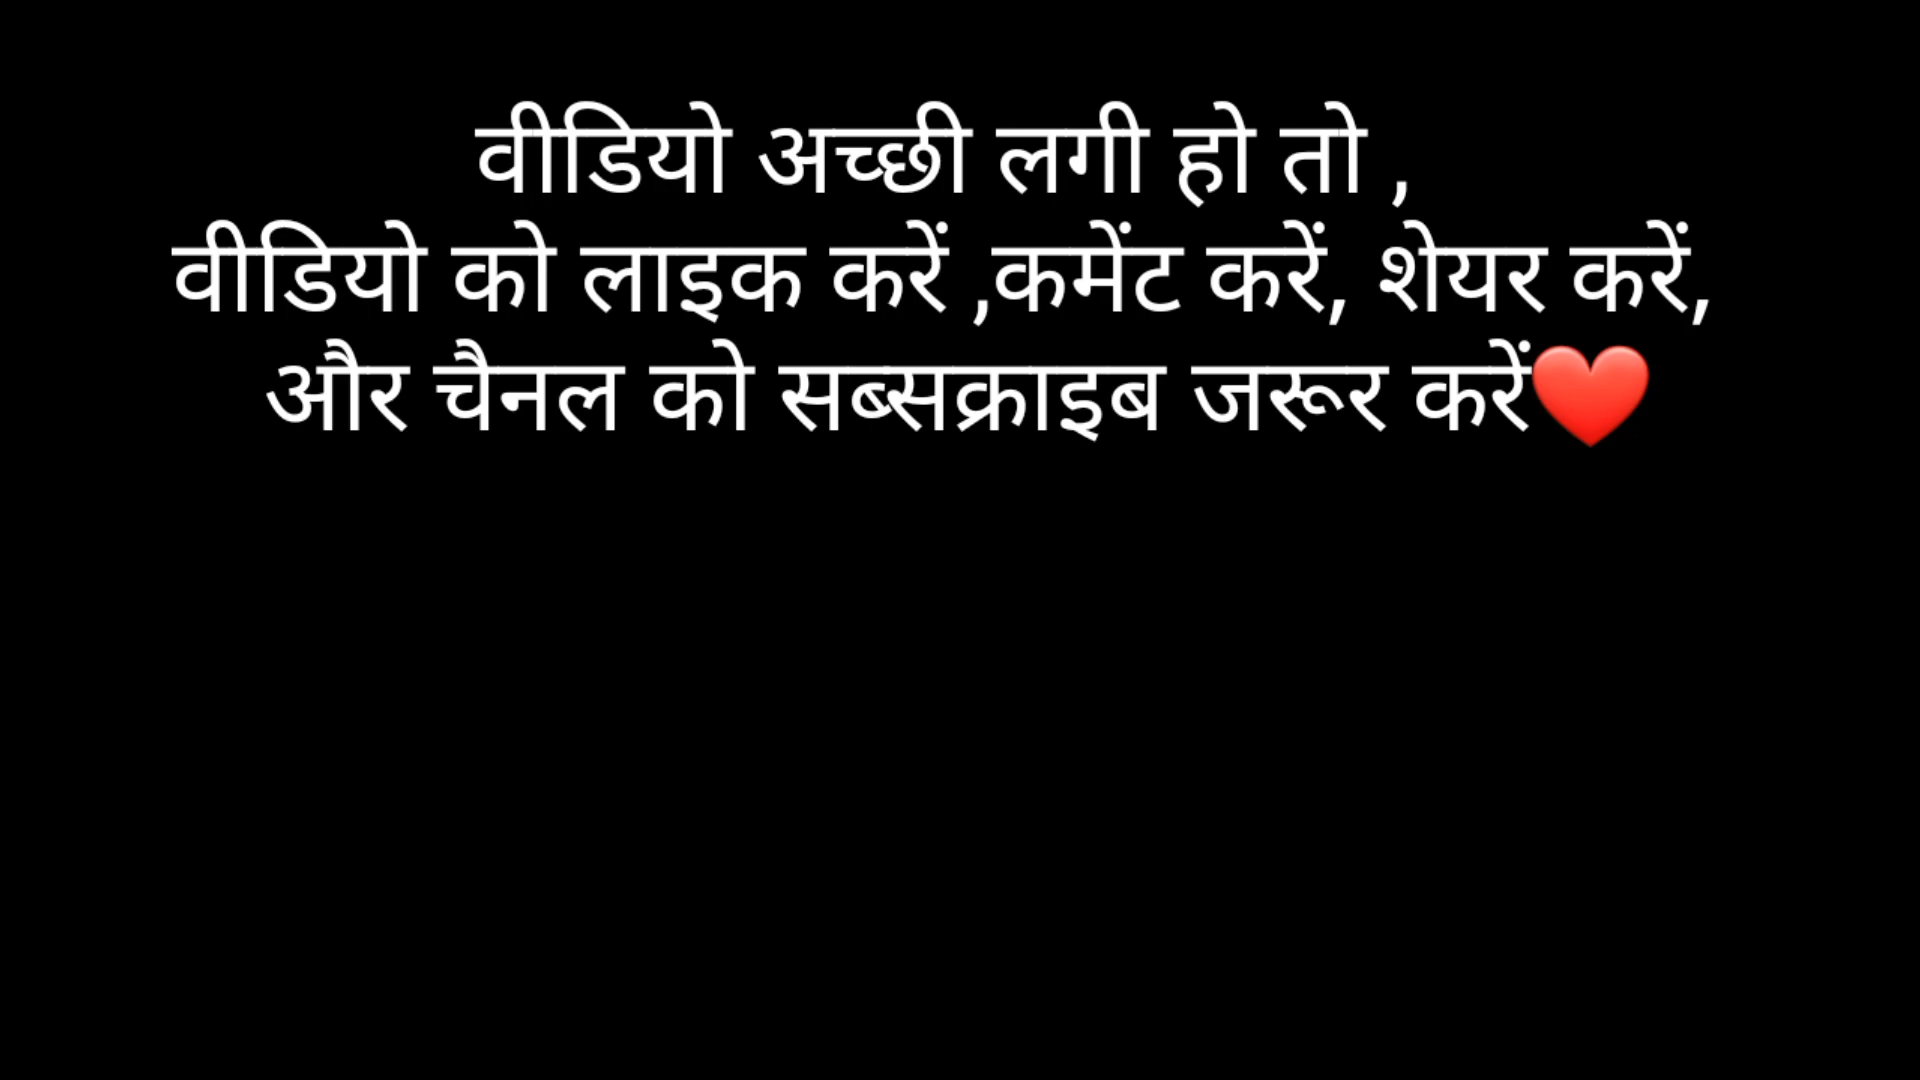 वीडियो अच्छी लगी हो तो ,
वीडियो को लाइक करें ,कमेंट करें, शेयर करें,
और चैनल को सब्सक्राइब जरूर करें❤️